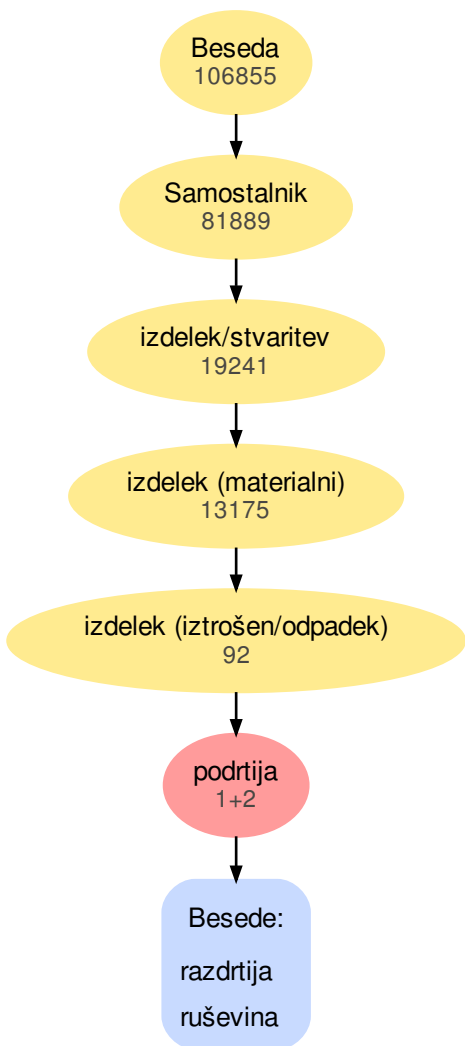 Beseda
106855
Samostalnik
81889
izdelek/stvaritev
19241
izdelek (materialni)
13175
izdelek (iztrošen/odpadek)
92
podrtija
1+2
Besede:
razdrtija
ruševina